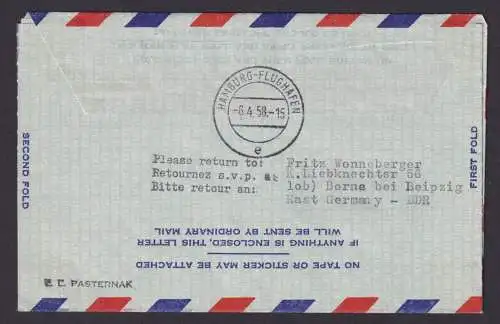 HAMBURG-FLUGHAFEN
-6.4.58.-15
e
Please return to: Fritz Wonneberger
Retournez s.v.p. a: K.Liebknechtstr 56
Bitte retour an: lob) Borna bei Leipzig
East Germany - DDR
SECOND FOLD
FIRST FOLD
NO TAPE OR STICKER MAY BE ATTACHED
IF ANYTHING IS ENCLOSED, THIS LETTER
WILL BE SENT BY ORDINARY MAIL
E L PASTERNAK